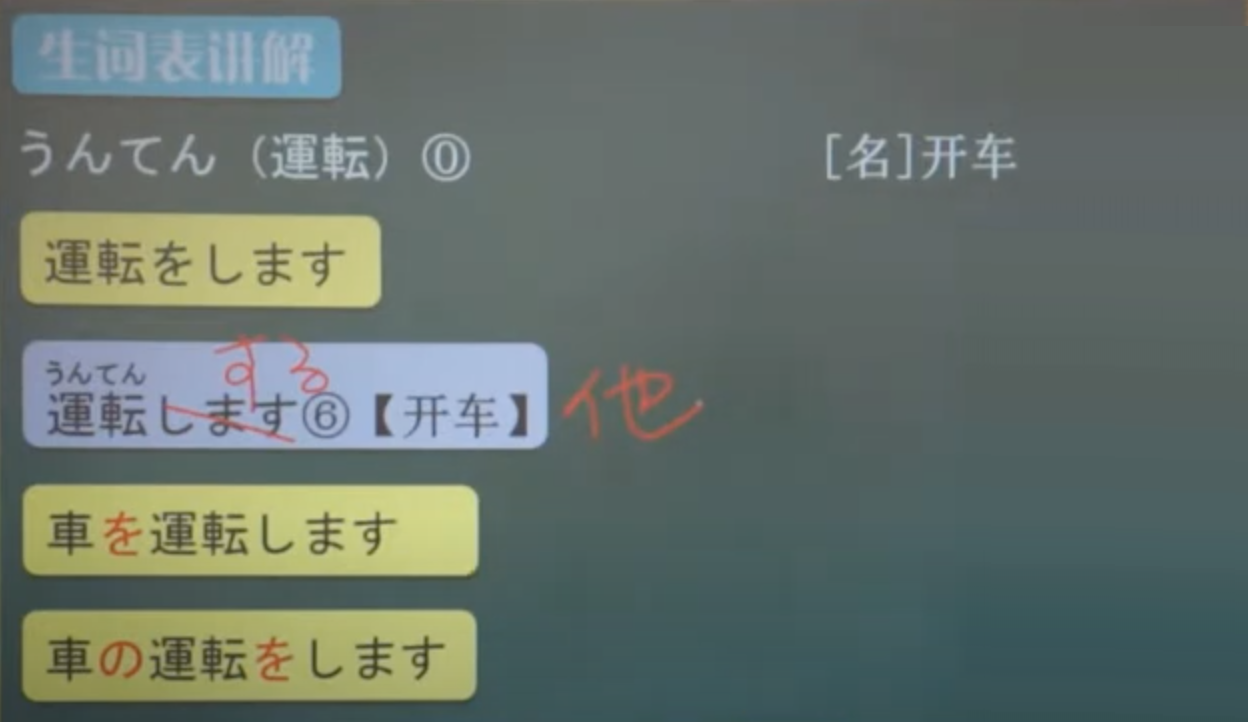 生词表讲解
うんてん（運転）⓪ [名]开车
運転をします
する
うんてん
運転します⑥【开车】他
車を運転します
車の運転をします